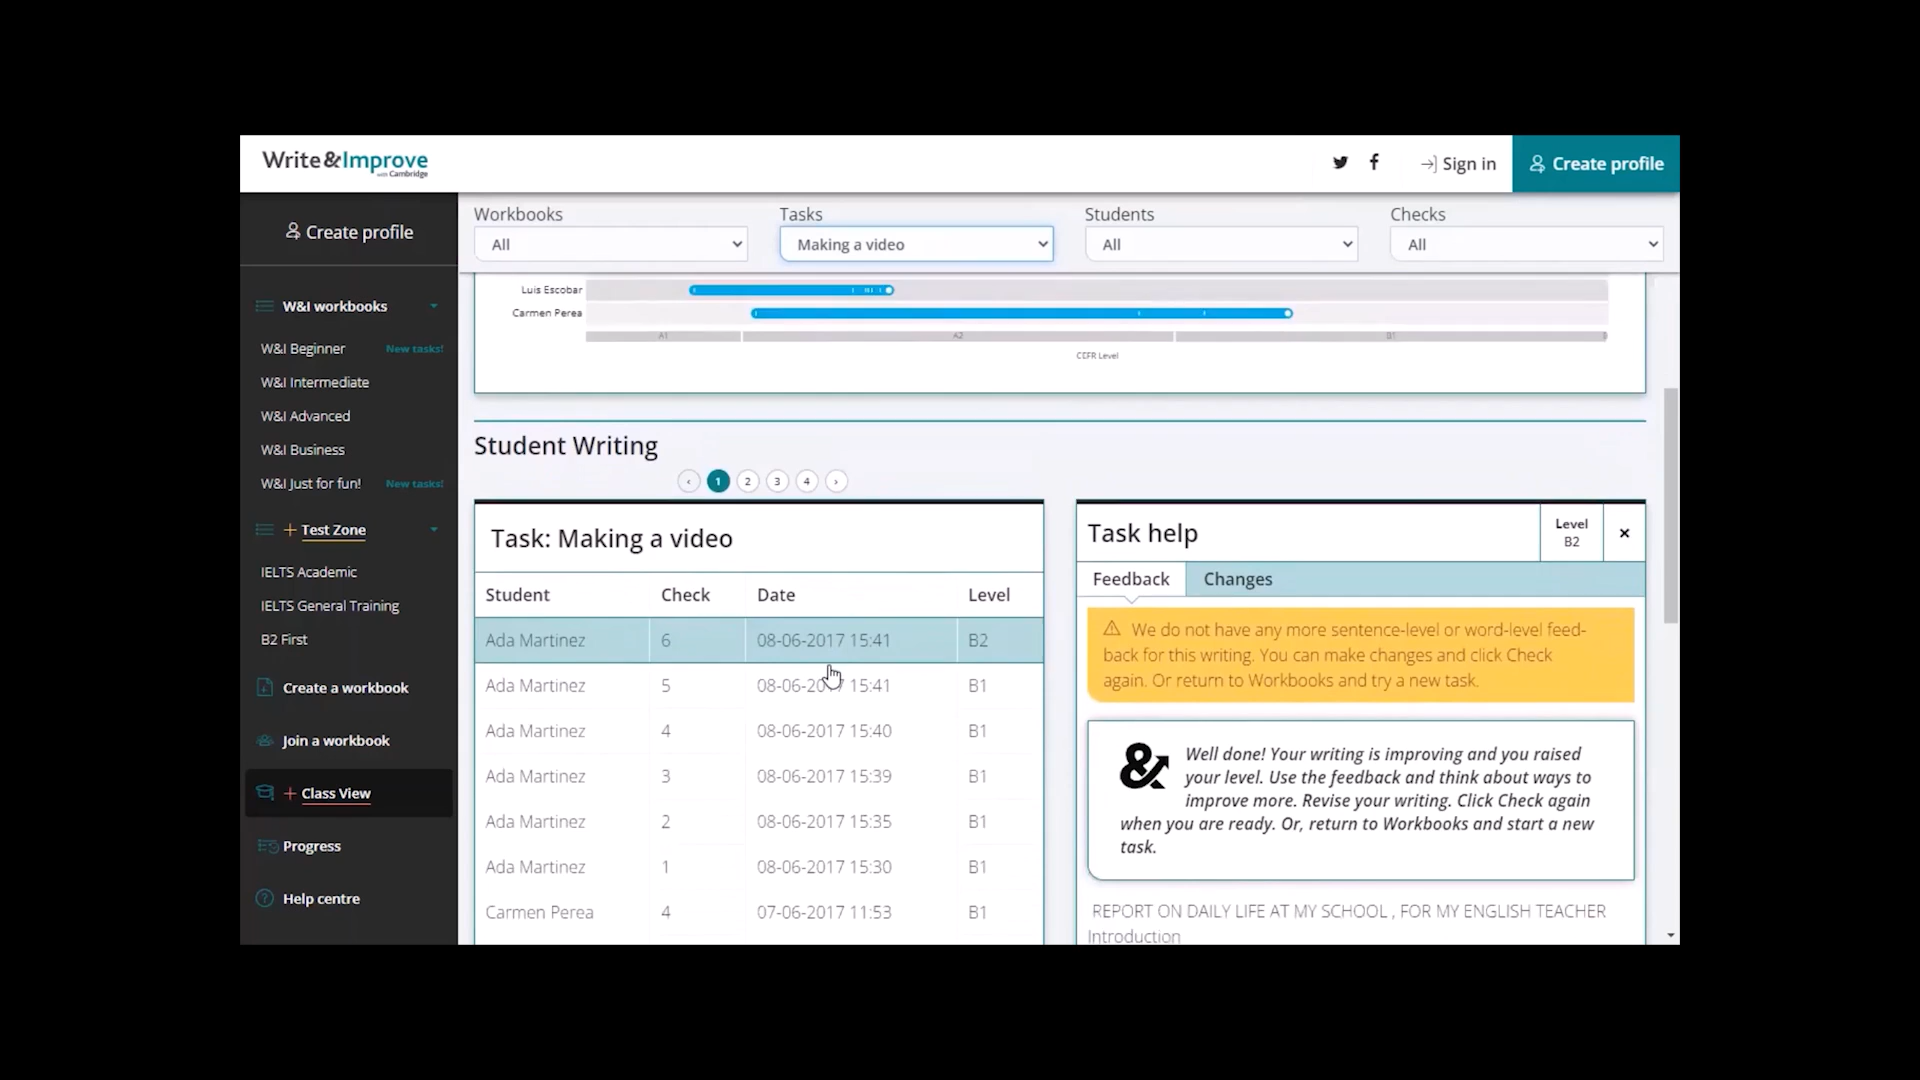 Write&Improve
with Cambridge
Sign in
Create profile
Create profile
W&I workbooks
W&I Beginner New tasks!
W&I Intermediate
W&I Advanced
W&I Business
W&I Just for fun! New tasks!
+ Test Zone
IELTS Academic
IELTS General Training
B2 First
Create a workbook
Join a workbook
+ Class View
Progress
? Help centre
Workbooks Tasks Students Checks
All Making a video All All
Luis Escobar
Carmen Perea
A1 A2 B1
CEFR Level
Student Writing
‹ 1 2 3 4 ›
Task: Making a video
Student Check Date Level
Ada Martinez 6 08-06-2017 15:41 B2
Ada Martinez 5 15:41 B1
Ada Martinez 4 08-06-2017 15:40 B1
Ada Martinez 3 08-06-2017 15:39 B1
Ada Martinez 2 08-06-2017 15:35 B1
Ada Martinez 1 08-06-2017 15:30 B1
Carmen Perea 4 07-06-2017 11:53 B1
Task help
Level
B2
×
Feedback Changes
We do not have any more sentence-level or word-level feed-
back for this writing. You can make changes and click Check
again. Or return to Workbooks and try a new task.
& Well done! Your writing is improving and you raised
your level. Use the feedback and think about ways to
improve more. Revise your writing. Click Check again
when you are ready. Or, return to Workbooks and start a new
task.
REPORT ON DAILY LIFE AT MY SCHOOL , FOR MY ENGLISH TEACHER
Introduction